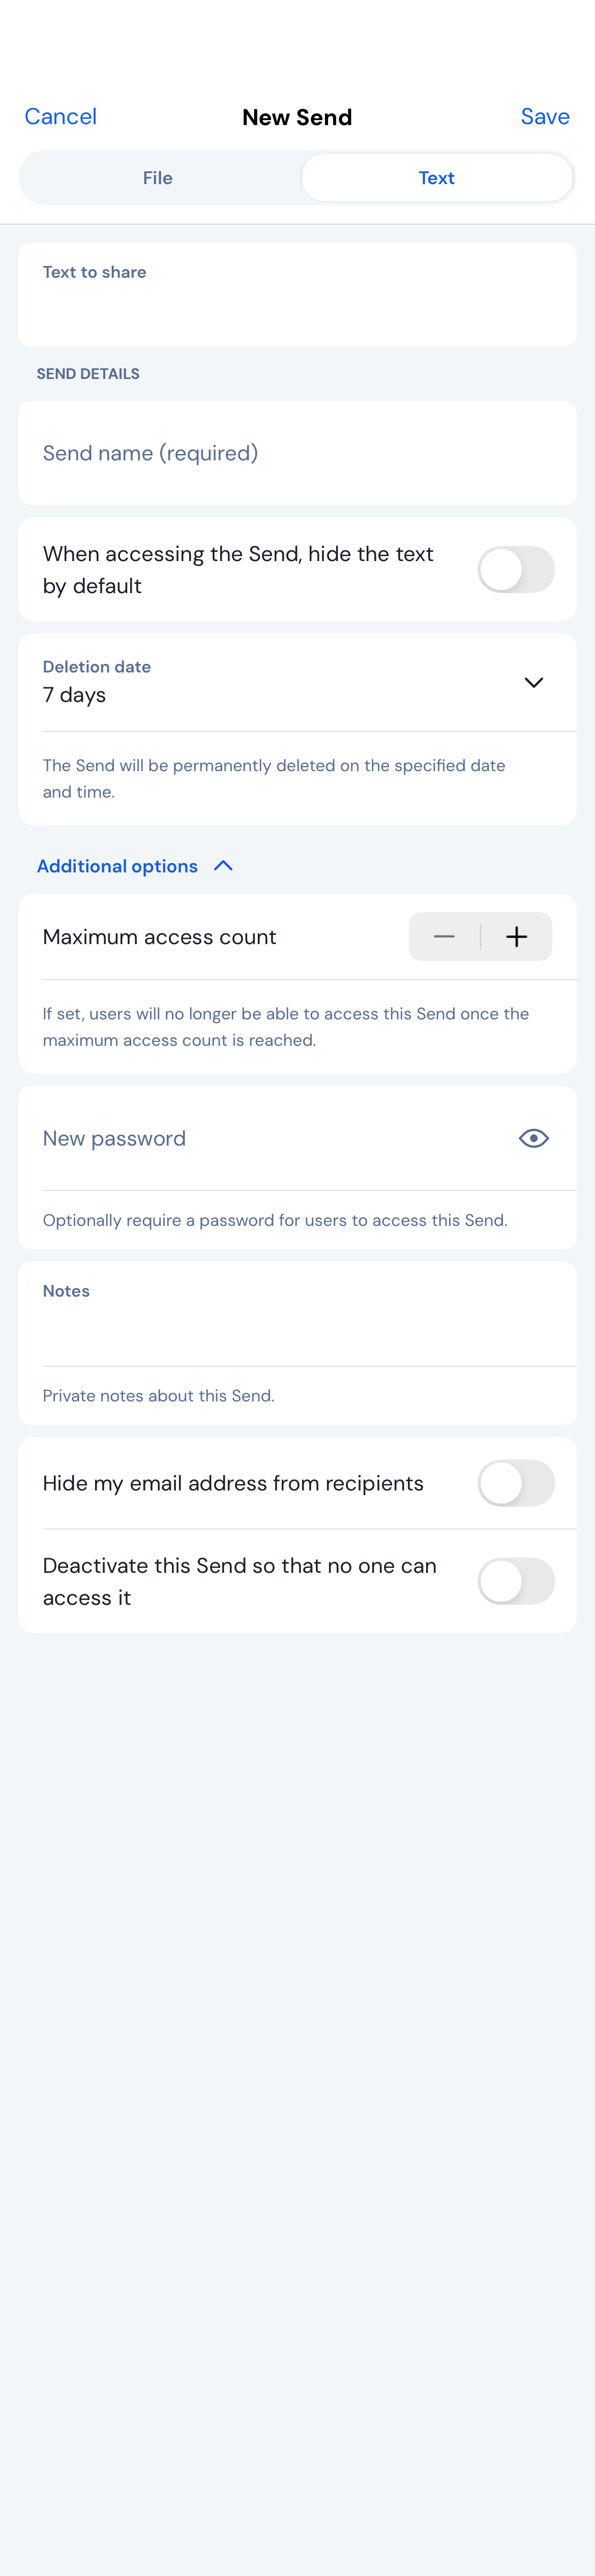 Cancel New Send Save
File Text
Text to share
SEND DETAILS
Send name (required)
When accessing the Send, hide the text
by default
Deletion date
7 days
The Send will be permanently deleted on the specified date
and time.
Additional options
Maximum access count
If set, users will no longer be able to access this Send once the
maximum access count is reached.
New password
Optionally require a password for users to access this Send.
Notes
Private notes about this Send.
Hide my email address from recipients
Deactivate this Send so that no one can
access it